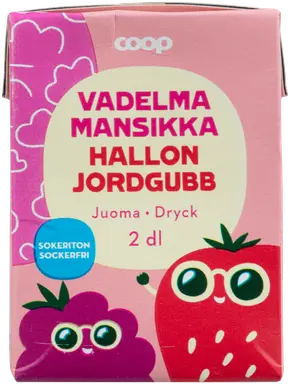 coop
VADELMA
MANSIKKA
HALLON
JORDGUBB
Juoma • Dryck
2 dl
SOKERITON
SOCKERFRI